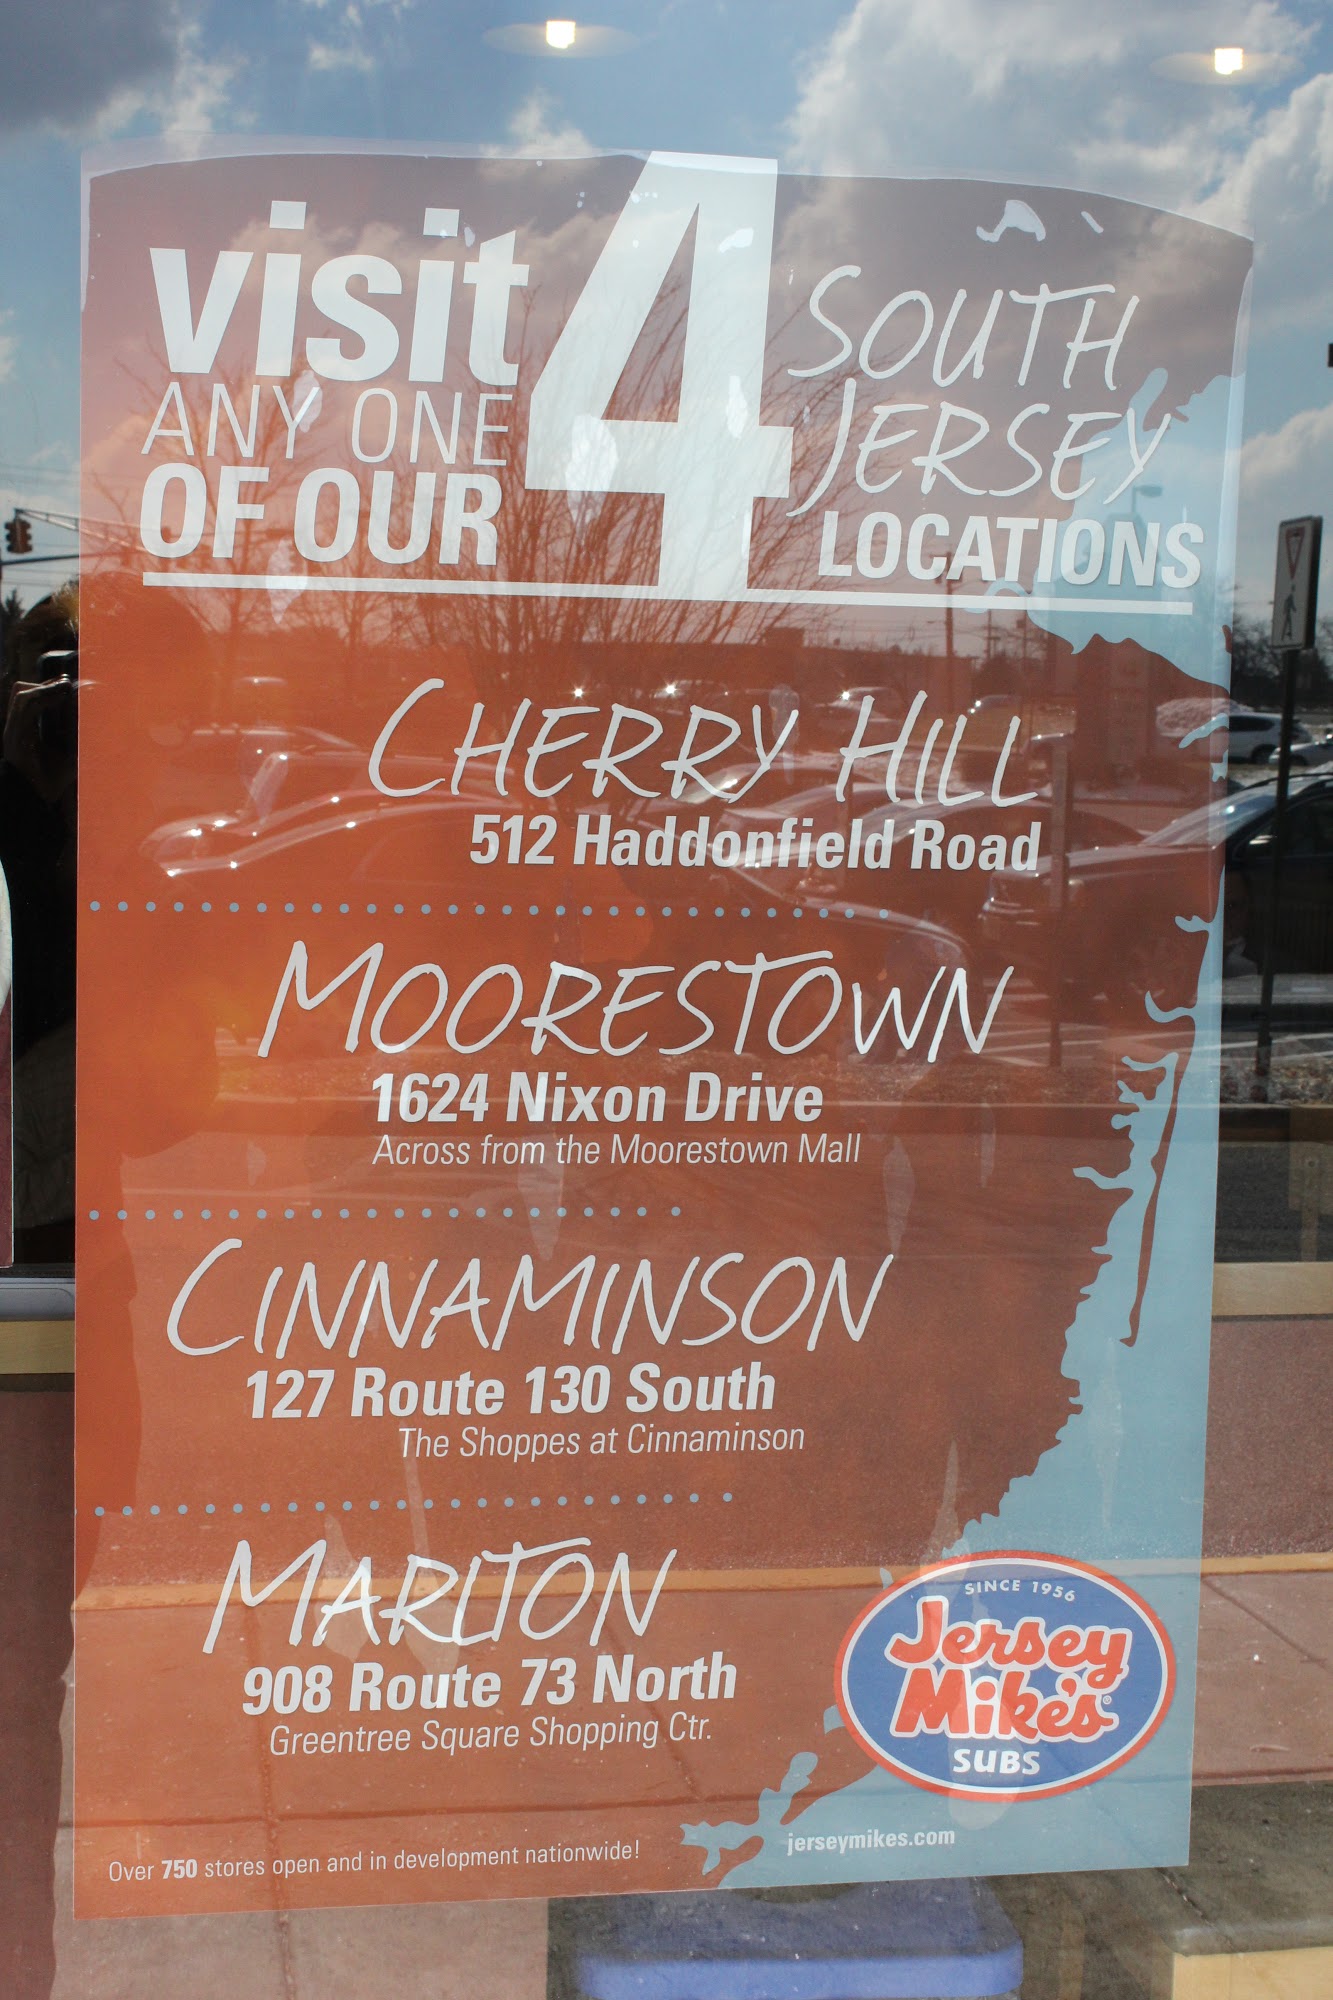 visit
ANY ONE
OF OUR
4
SOUTH
JERSEY
LOCATIONS
CHERRY HILL
512 Haddonfield Road
MOORESTOWN
1624 Nixon Drive
Across from the Moorestown Mall
CINNAMINSON
127 Route 130 South
The Shoppes at Cinnaminson
MARLTON
908 Route 73 North
Greentree Square Shopping Ctr.
SINCE 1956
Jersey
Mike's®
SUBS
jerseymikes.com
Over 750 stores open and in development nationwide!